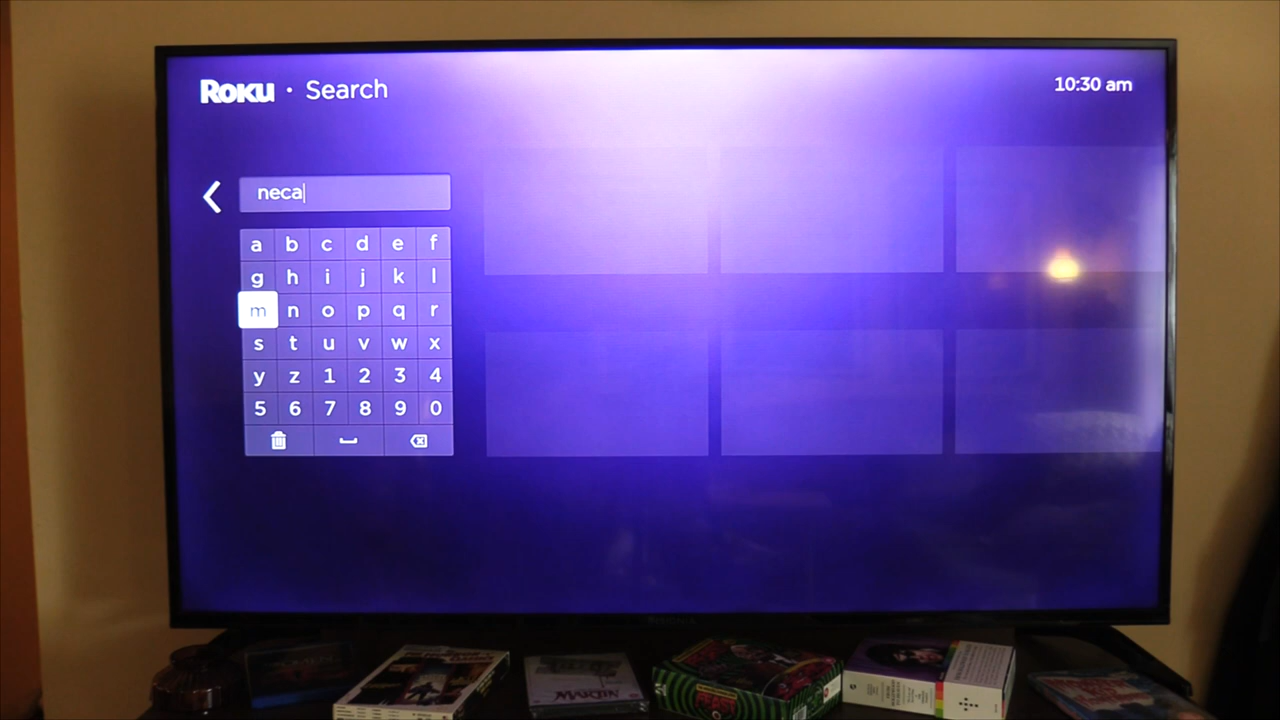 Roku • Search
10:30 am
neca
a b c d e f
g h i j k l
m n o p q r
s t u v w x
y z 1 2 3 4
5 6 7 8 9 0